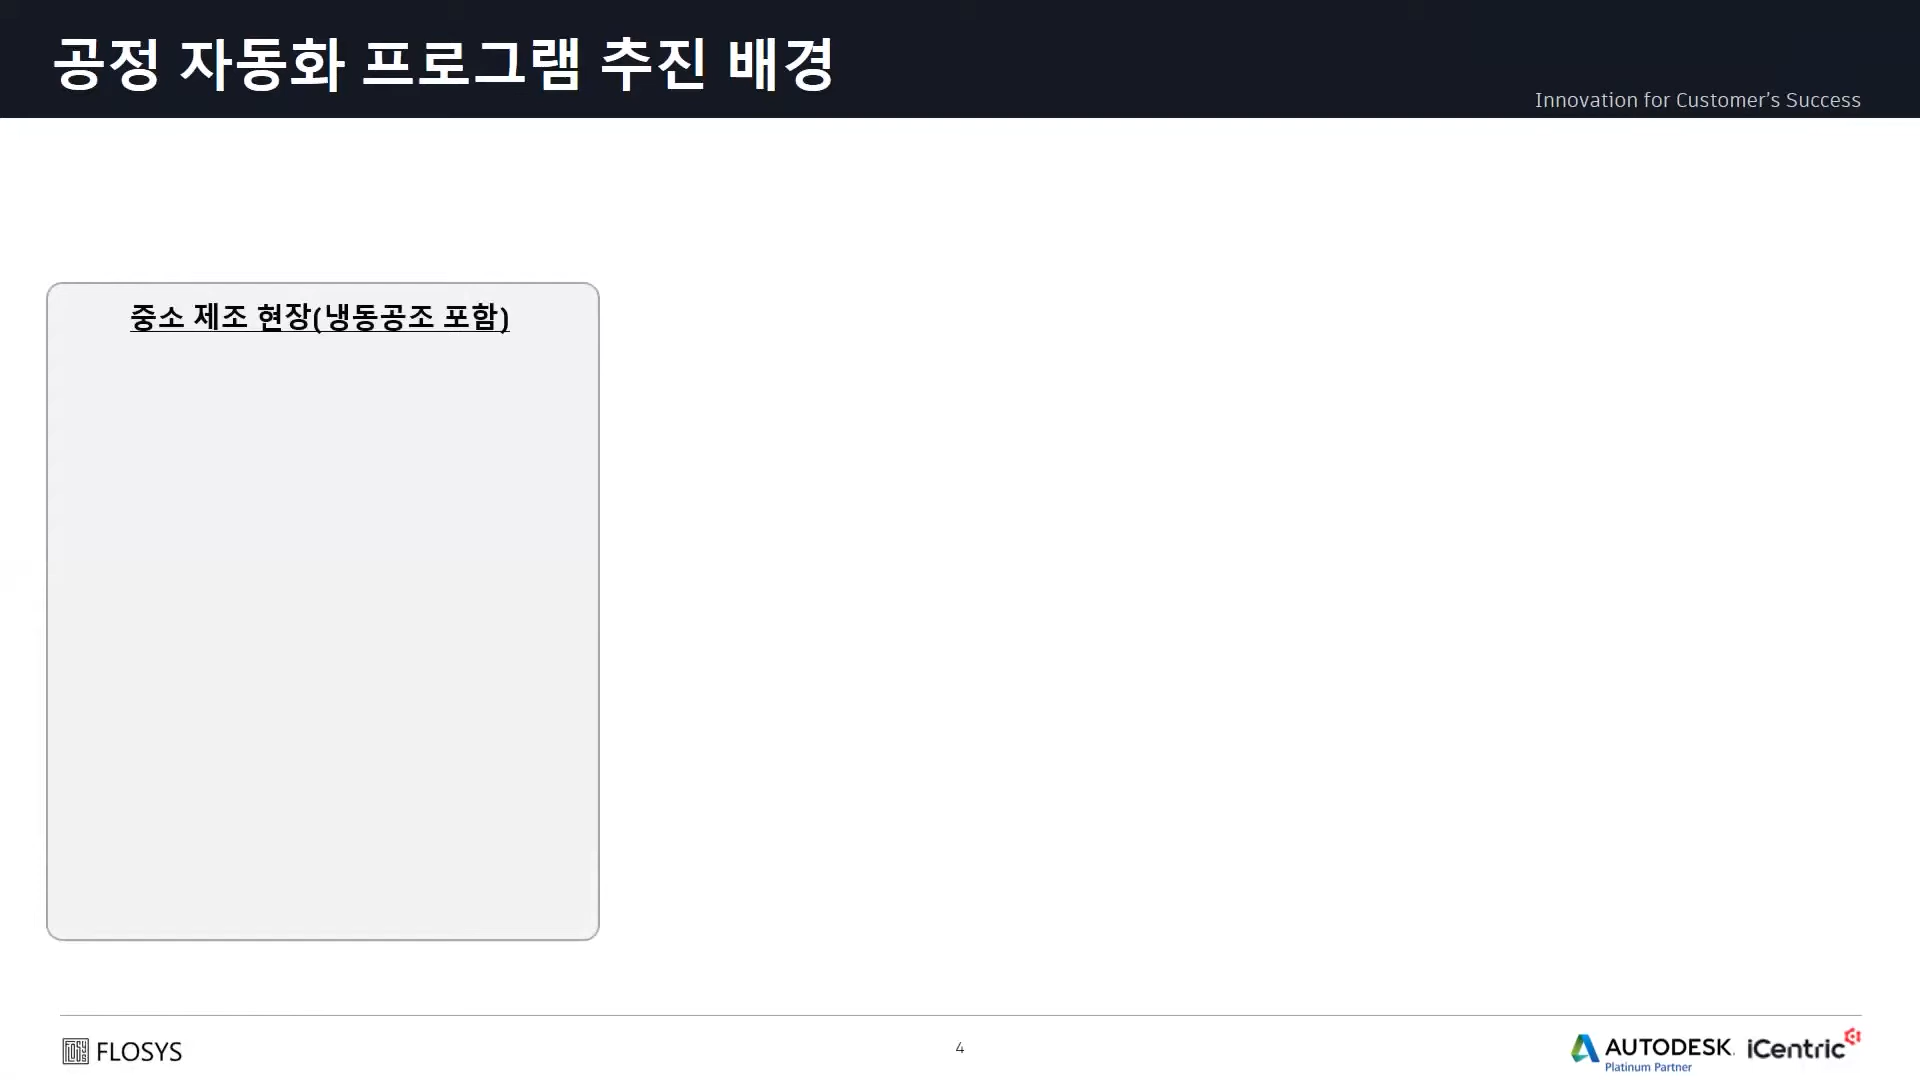 공정 자동화 프로그램 추진 배경
Innovation for Customer’s Success
중소 제조 현장(냉동공조 포함)
FLOSYS
4
AUTODESK
Platinum Partner
iCentric